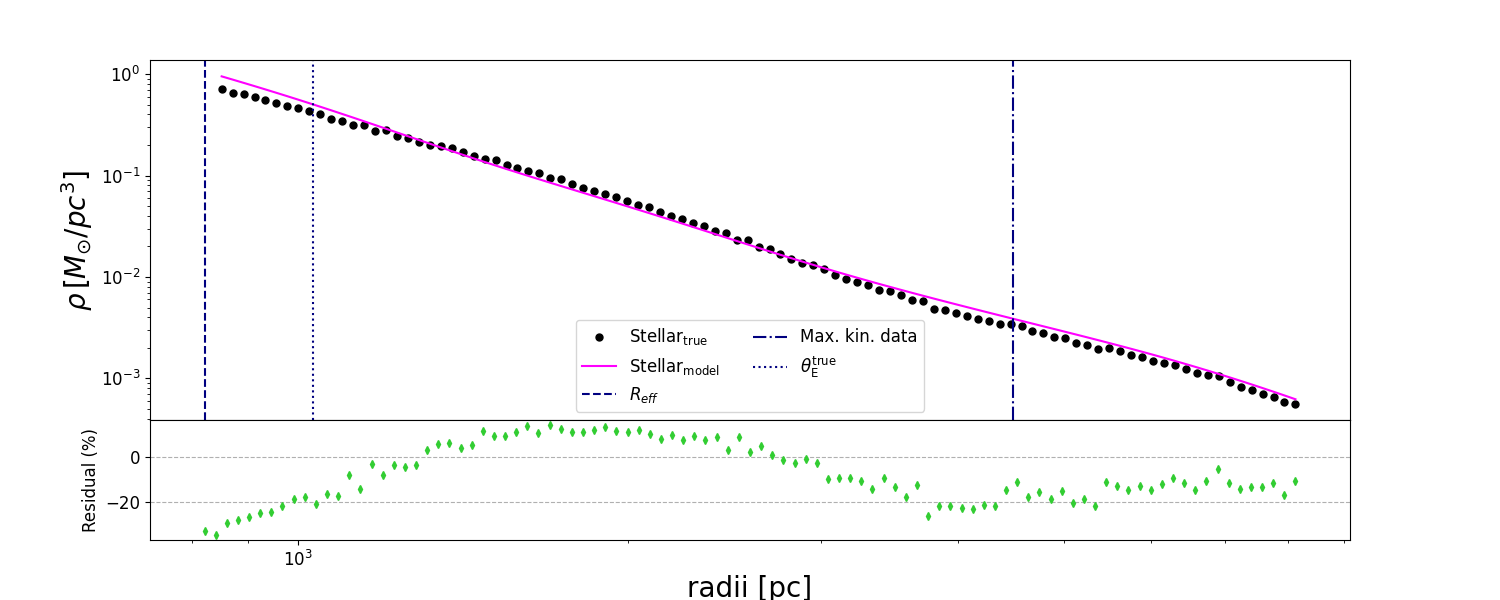 10⁰
10⁻¹
10⁻²
10⁻³
ρ [M⊙/pc³]
Stellar_true
Stellar_model
R_eff
Max. kin. data
θ_E^true
0
−20
Residual (%)
10³
radii [pc]